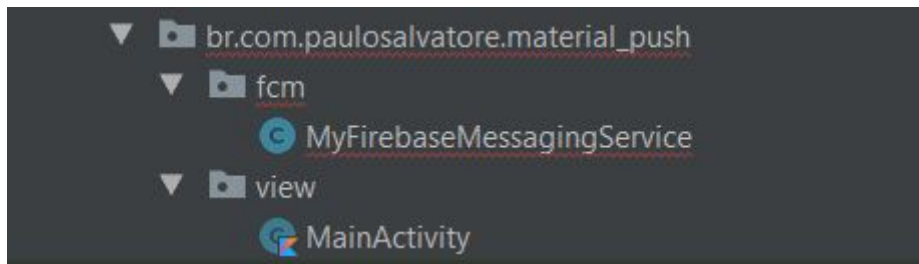 br.com.paulosalvatore.material_push
fcm
MyFirebaseMessagingService
view
MainActivity